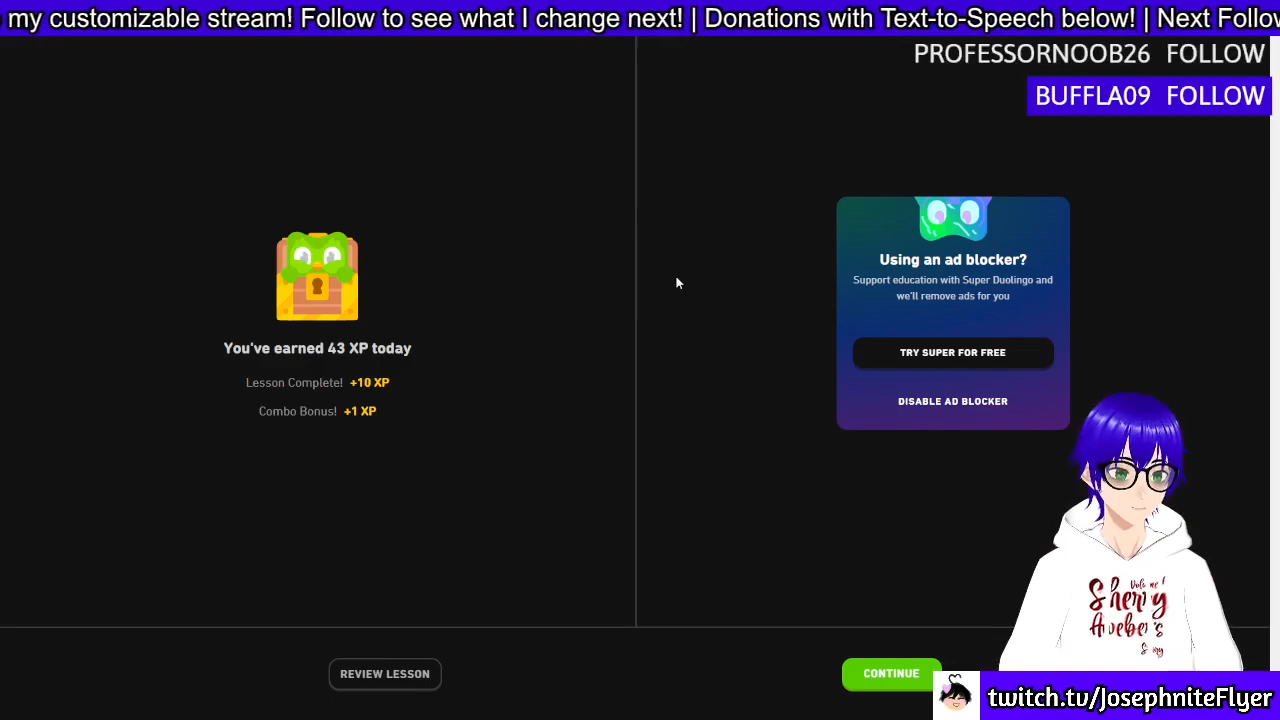 my customizable stream! Follow to see what I change next! | Donations with Text-to-Speech below! | Next Follow
PROFESSORNOOB26 FOLLOW
BUFFLA09 FOLLOW
Using an ad blocker?
Support education with Super Duolingo and
we'll remove ads for you
TRY SUPER FOR FREE
DISABLE AD BLOCKER
You've earned 43 XP today
Lesson Complete! +10 XP
Combo Bonus! +1 XP
REVIEW LESSON
CONTINUE
Sherry
twitch.tv/JosephniteFlyer